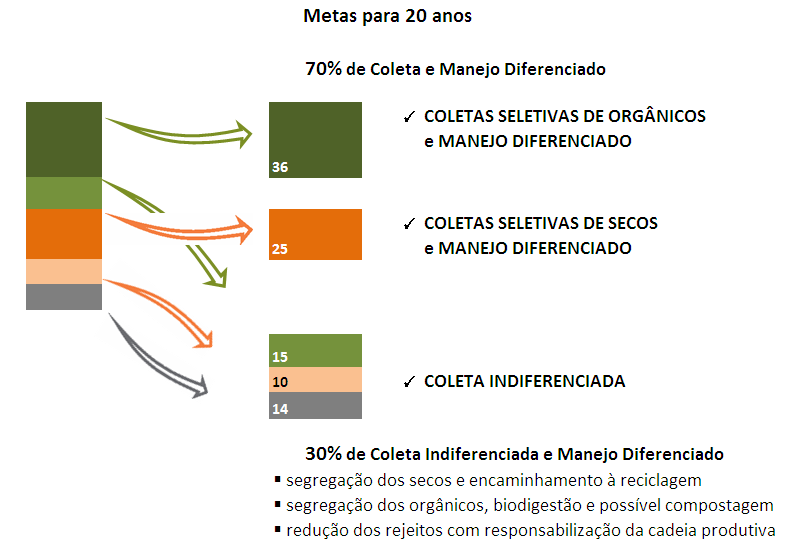 Metas para 20 anos
70% de Coleta e Manejo Diferenciado
✓ COLETAS SELETIVAS DE ORGÂNICOS
e MANEJO DIFERENCIADO
36
✓ COLETAS SELETIVAS DE SECOS
e MANEJO DIFERENCIADO
25
15
10
✓ COLETA INDIFERENCIADA
14
30% de Coleta Indiferenciada e Manejo Diferenciado
▪ segregação dos secos e encaminhamento à reciclagem
▪ segregação dos orgânicos, biodigestão e possível compostagem
▪ redução dos rejeitos com responsabilização da cadeia produtiva